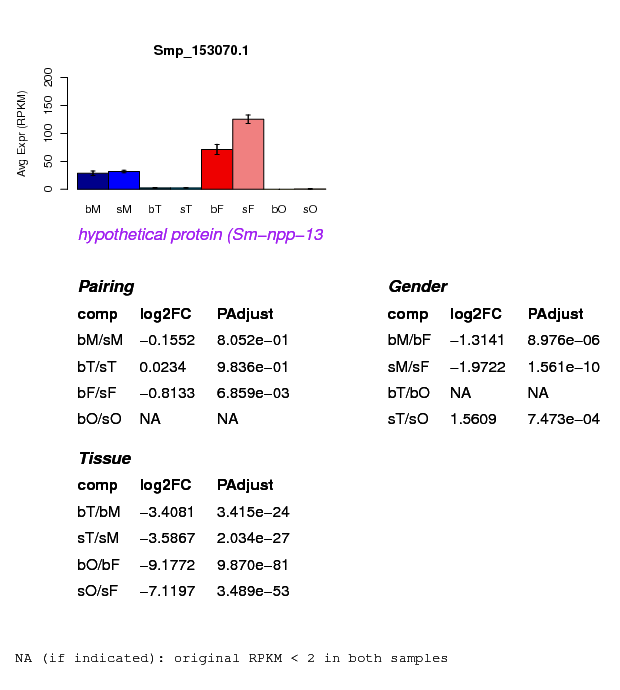 Smp_153070.1
Avg Expr (RPKM)
200
150
100
50
0
bM sM bT sT bF sF bO sO
hypothetical protein (Sm−npp−13
Pairing
comp log2FC PAdjust
bM/sM −0.1552 8.052e−01
bT/sT 0.0234 9.836e−01
bF/sF −0.8133 6.859e−03
bO/sO NA NA
Gender
comp log2FC PAdjust
bM/bF −1.3141 8.976e−06
sM/sF −1.9722 1.561e−10
bT/bO NA NA
sT/sO 1.5609 7.473e−04
Tissue
comp log2FC PAdjust
bT/bM −3.4081 3.415e−24
sT/sM −3.5867 2.034e−27
bO/bF −9.1772 9.870e−81
sO/sF −7.1197 3.489e−53
NA (if indicated): original RPKM < 2 in both samples